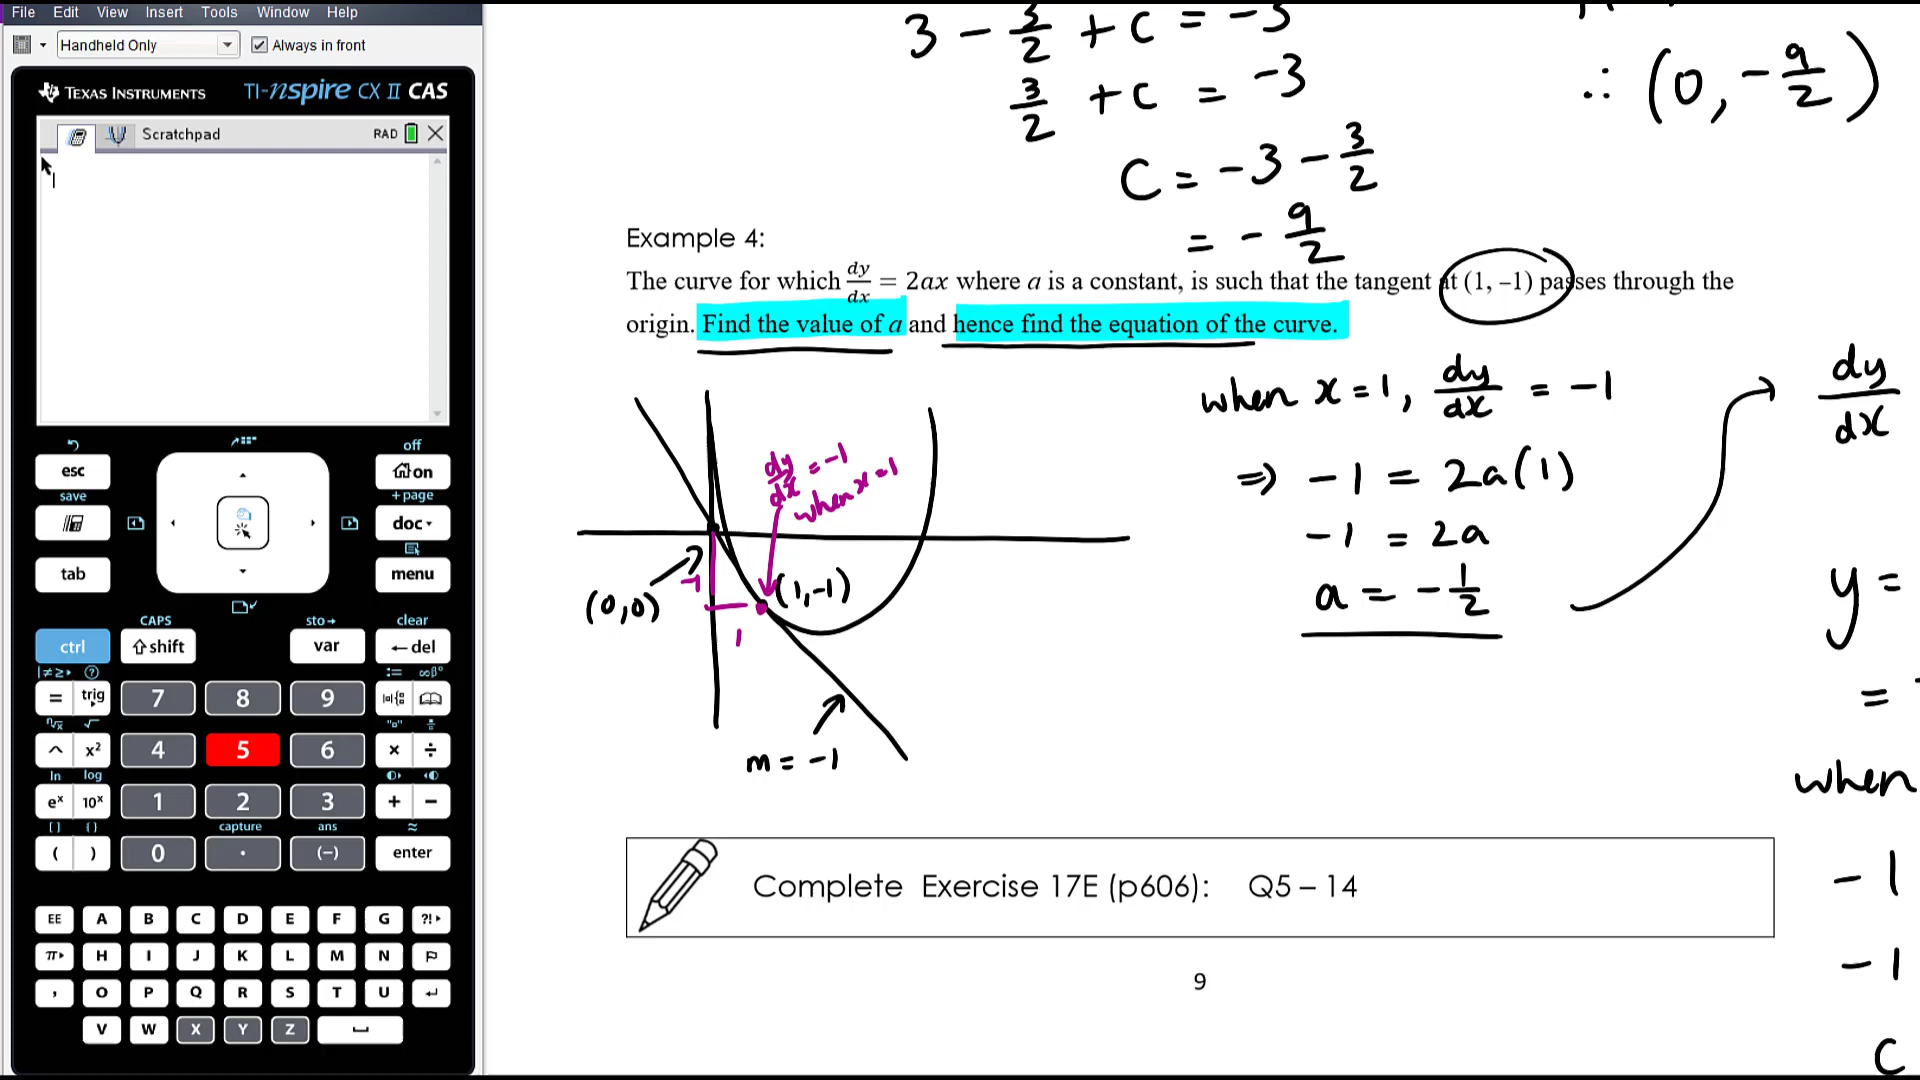 File Edit View Insert Tools Window Help
Handheld Only Always in front
TEXAS INSTRUMENTS TI-nspire CX II CAS
Scratchpad RAD
off
esc on
save + page
doc
tab menu
CAPS sto→ clear
ctrl shift var ←del
= trig 7 8 9
^ x² 4 5 6 × ÷
ln log
eˣ 10ˣ 1 2 3 + −
[ ] { } capture ans ≈
( ) 0 . (−) enter
EE A B C D E F G ?!
π H I J K L M N
, O P Q R S T U
V W X Y Z
3 − 3/2 + C = −3
3/2 + C = −3
C = −3 − 3/2
= − 9/2
∴ (0, −9/2)
Example 4:
The curve for which dy/dx = 2ax where a is a constant, is such that the tangent at (1, –1) passes through the
origin. Find the value of a and hence find the equation of the curve.
dy/dx = −1
when x=1
(0,0)
−1
1
(1,−1)
m = −1
when x = 1, dy/dx = −1
⇒ −1 = 2a(1)
−1 = 2a
a = −1/2
dy/dx
y =
=
when
−1
−1
C
Complete Exercise 17E (p606): Q5 – 14
9